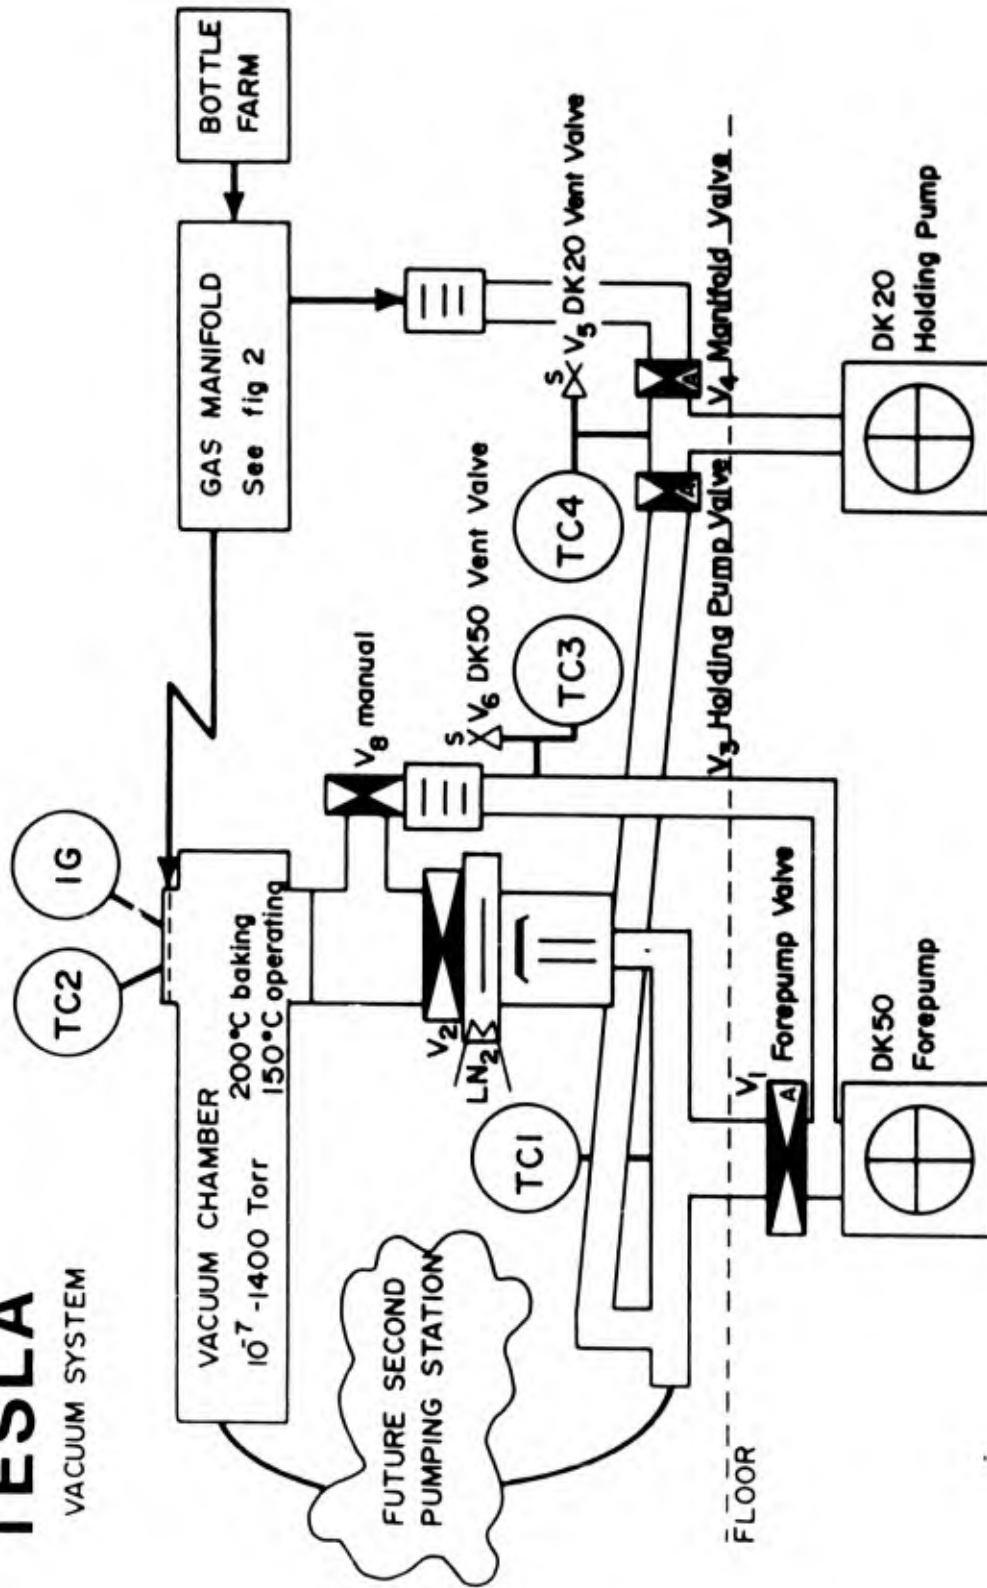 TESLA
VACUUM SYSTEM
TC2
IG
BOTTLE
FARM
GAS MANIFOLD
See fig 2
VACUUM CHAMBER
10⁻⁷ -1400 Torr
200°C baking
150°C operating
V₈ manual
FUTURE SECOND
PUMPING STATION
V₂
LN₂
S
V₆ DK50 Vent Valve
S
V₅ DK20 Vent Valve
TC1
TC3
TC4
A
A
V₃ Holding Pump Valve
V₄ Manifold Valve
FLOOR
V₁
A
Forepump Valve
DK50
Forepump
DK20
Holding Pump